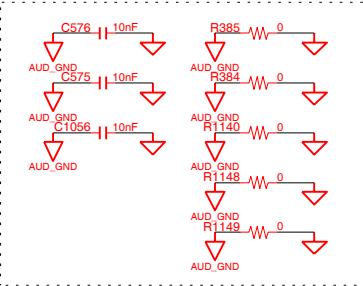 C576 10nF
AUD_GND
C575 10nF
AUD_GND
C1056 10nF
AUD_GND
R385 0
AUD_GND
R384 0
AUD_GND
R1140 0
AUD_GND
R1148 0
AUD_GND
R1149 0
AUD_GND